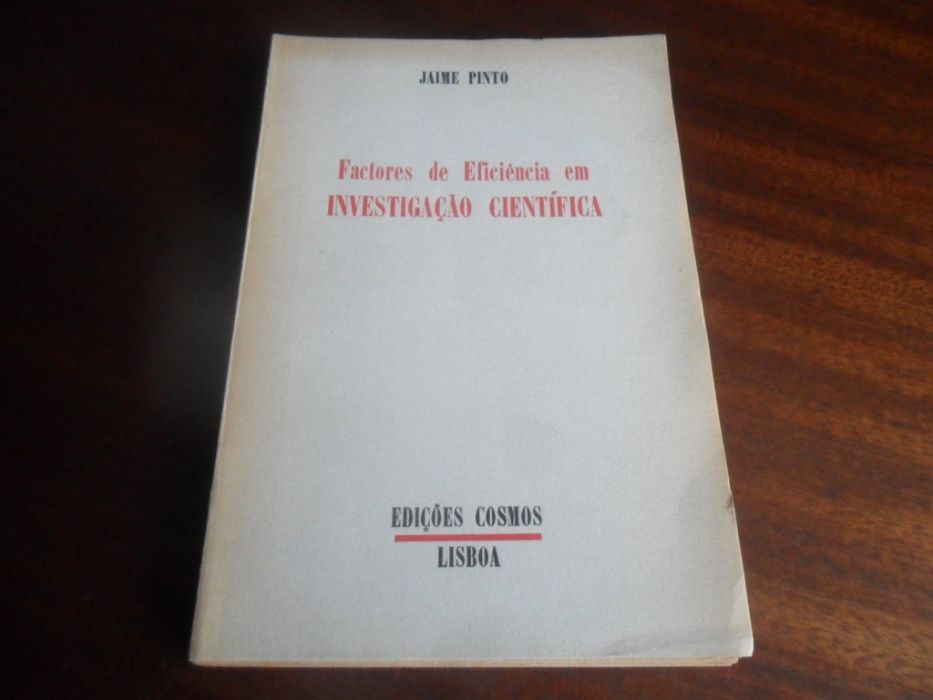 JAIME PINTO
Factores de Eficiência em
INVESTIGAÇÃO CIENTÍFICA
EDIÇÕES COSMOS
LISBOA